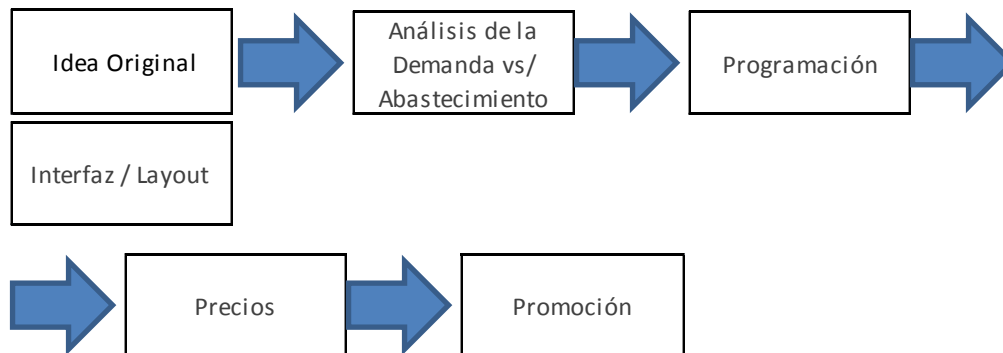 Idea Original
Análisis de la
Demanda vs/
Abastecimiento
Programación
Interfaz / Layout
Precios
Promoción